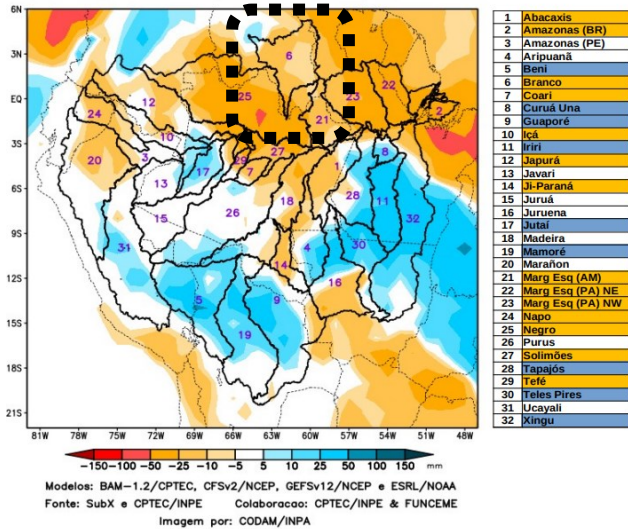 6N
3N
EQ
3S
6S
9S
12S
15S
18S
21S
81W 78W 75W 72W 69W 66W 63W 60W 57W 54W 51W 48W
6
12
24
25
23
22
2
21
10
20
3
29
27
7
17
1
8
13
28
11
18
15
26
32
31
4
30
14
16
5
9
19
-150 -100 -50 -25 -10 10 25 50 100 150 mm
Modelos: BAM-1.2/CPTEC, CFSv2/NCEP, GEFSv12/NCEP e ESRL/NOAA
Fonte: SubX e CPTEC/INPE Colaboracao: CPTEC/INPE & FUNCEME
Imagem por: CODAM/INPA
1 Abacaxis
2 Amazonas (BR)
3 Amazonas (PE)
4 Aripuanã
5 Beni
6 Branco
7 Coari
8 Curuá Una
9 Guaporé
10 Içá
11 Iriri
12 Japurá
13 Javari
14 Ji-Paraná
15 Juruá
16 Juruena
17 Jutaí
18 Madeira
19 Mamoré
20 Marañon
21 Marg Esq (AM)
22 Marg Esq (PA) NE
23 Marg Esq (PA) NW
24 Napo
25 Negro
26 Purus
27 Solimões
28 Tapajós
29 Tefé
30 Teles Pires
31 Ucayali
32 Xingu